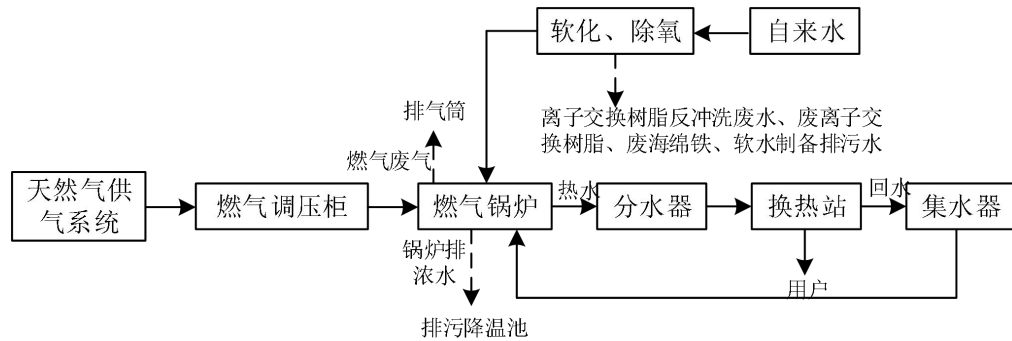 软化、除氧
自来水
离子交换树脂反冲洗废水、废离子交
换树脂、废海绵铁、软水制备排污水
排气筒
燃气废气
天然气供
气系统
燃气调压柜
燃气锅炉
热水
分水器
换热站
回水
集水器
锅炉排
浓水
用户
排污降温池